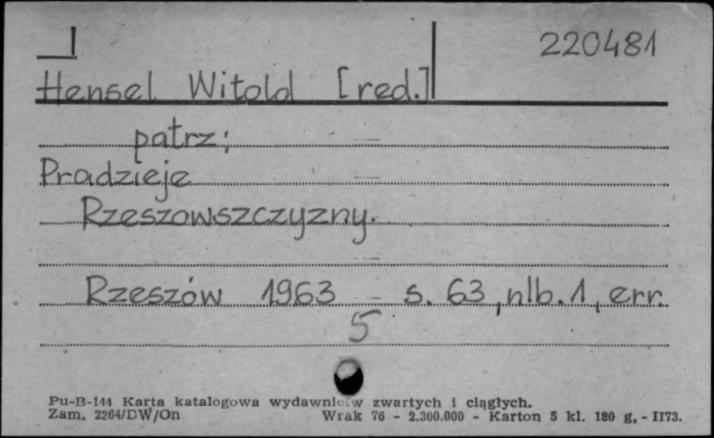 220481
Hensel Witold [red.]
patrz:
Pradzieje
Rzeszowszczyzny.
Rzeszów 1963 - s. 63, nlb. 1, err.
5
Pu-B-144 Karta katalogowa wydawnictw zwartych i ciągłych.
Zam. 2264/DW/On Wrak 76 - 2.300.000 - Karton 5 kl. 180 g. - II73.